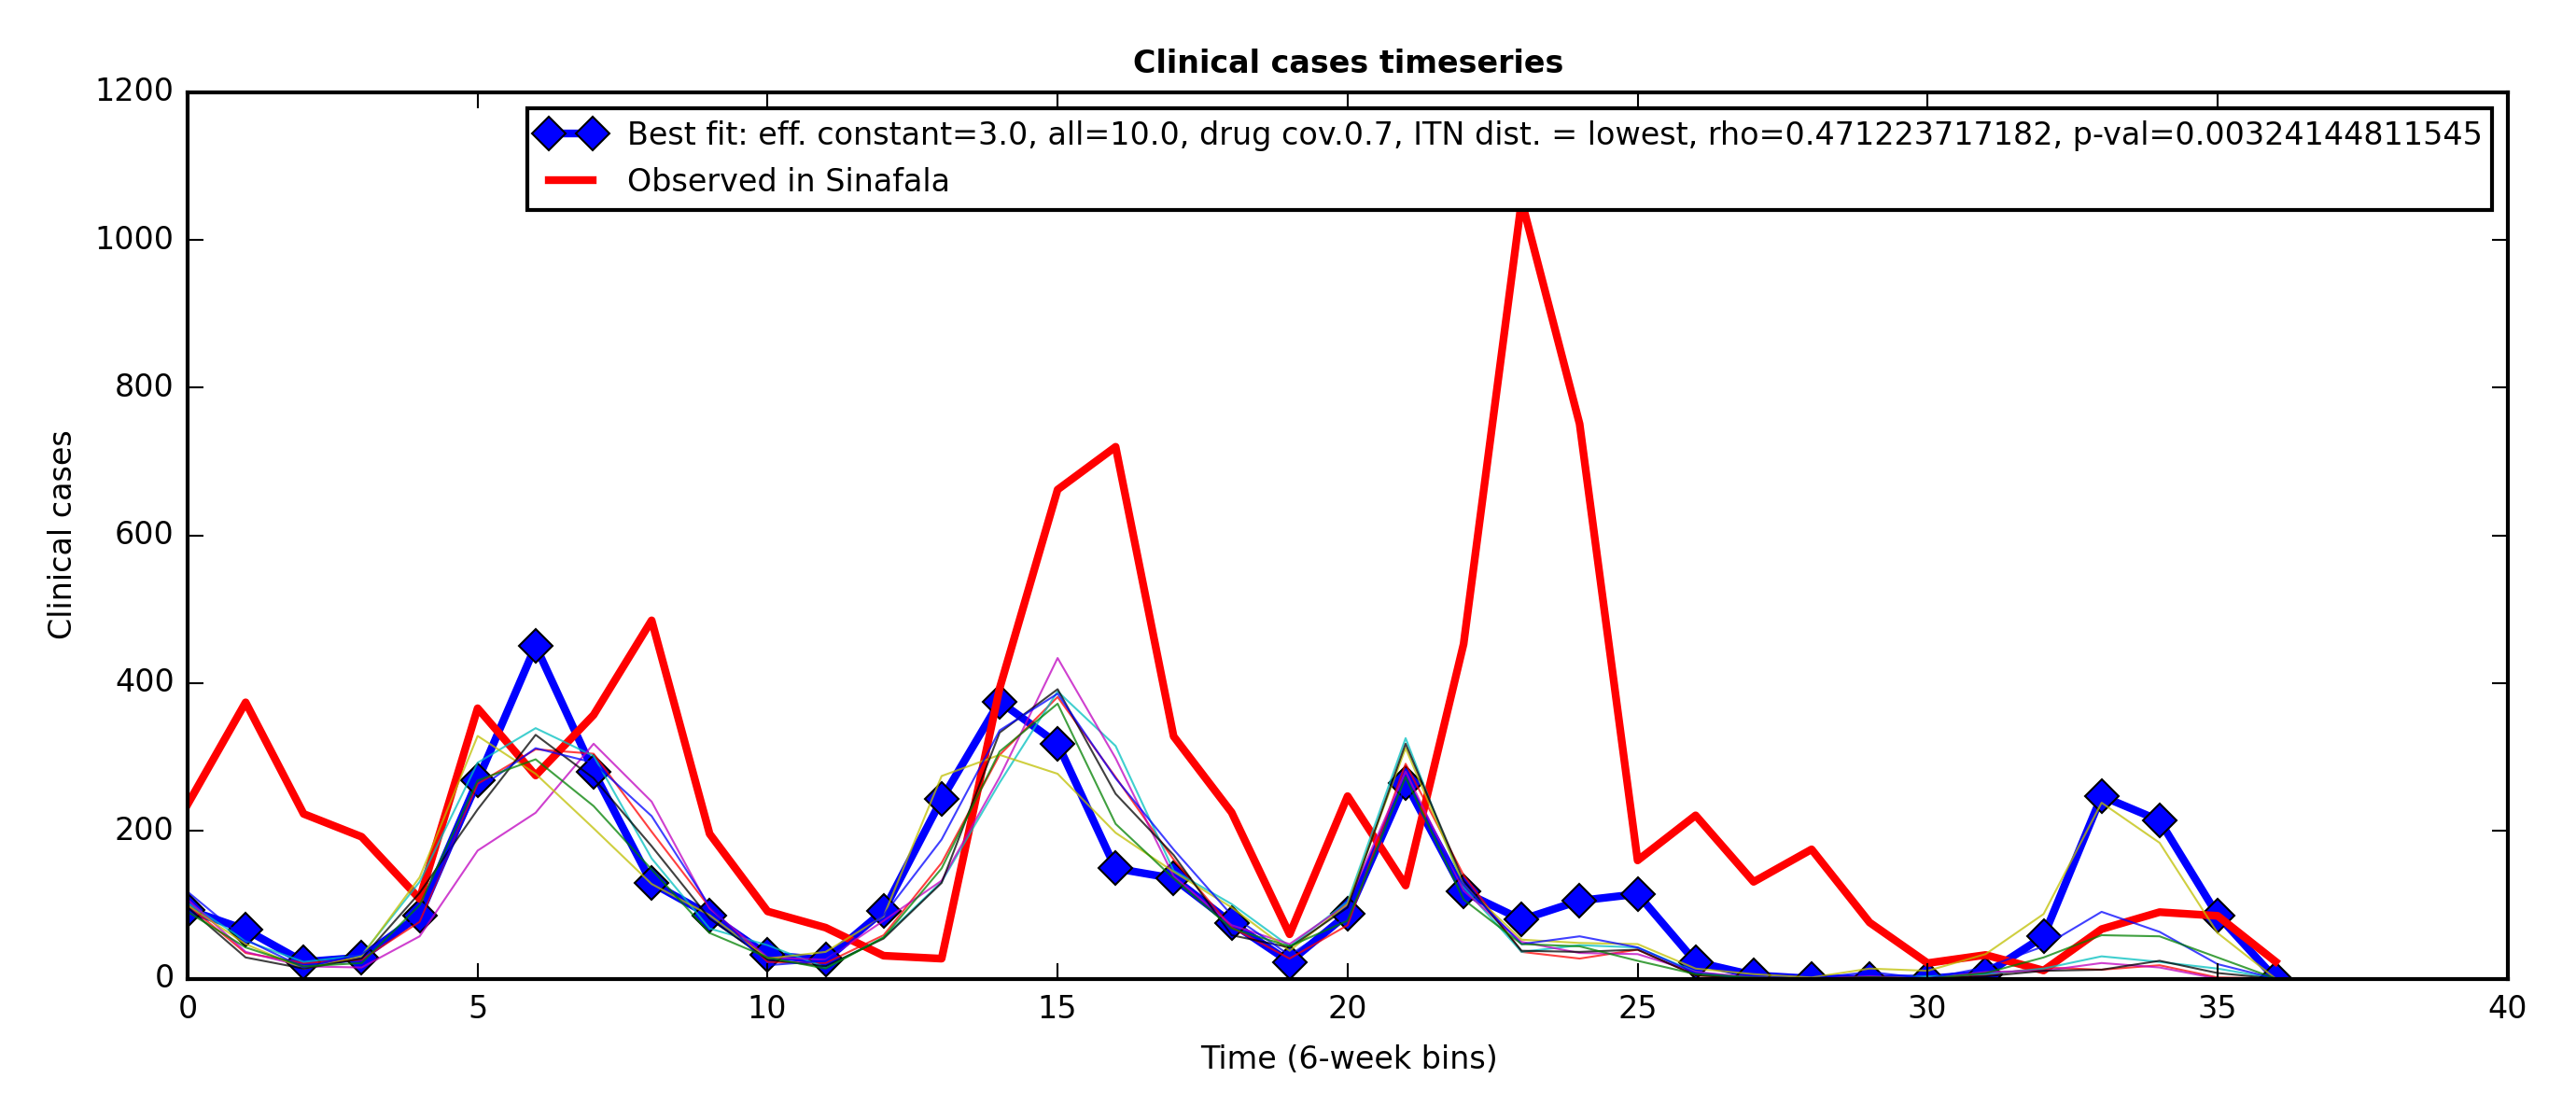 Clinical cases timeseries
1200
1000
800
600
400
200
0
Clinical cases
Best fit: eff. constant=3.0, all=10.0, drug cov.0.7, ITN dist. = lowest, rho=0.471223717182, p-val=0.00324144811545
Observed in Sinafala
0 5 10 15 20 25 30 35 40
Time (6-week bins)